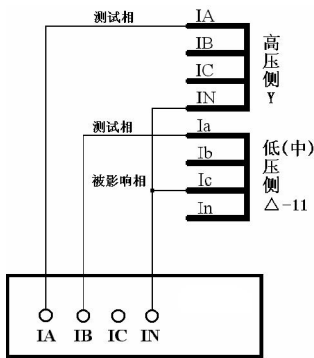 测试相
IA
IB
IC
IN
高压侧 Y
测试相
Ia
Ib
Ic
In
被影响相
低(中)压侧 △-11
IA IB IC IN